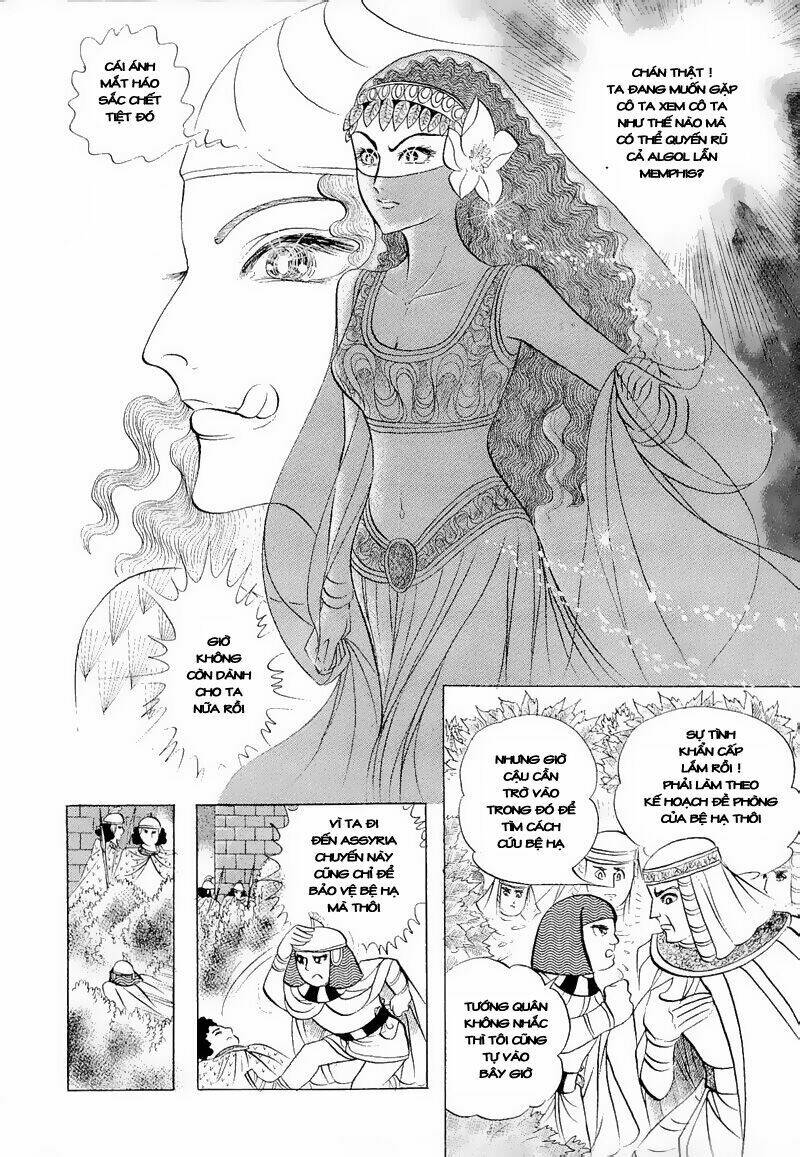 CÁI ÁNH
MẮT HÁO
SẮC CHẾT
TIỆT ĐÓ
CHÁN THẬT !
TA ĐANG MUỐN GẶP
CÔ TA XEM CÔ TA
NHƯ THẾ NÀO MÀ
CÓ THỂ QUYẾN RŨ
CẢ ALGOL LẪN
MEMPHIS?
GIỜ
KHÔNG
CÒN DÀNH
CHO TA
NỮA RỒI
SỰ TÌNH
KHẨN CẤP
LẮM RỒI !
PHẢI LÀM THEO
KẾ HOẠCH ĐỀ PHÒNG
CỦA BỆ HẠ THÔI
NHƯNG GIỜ
CẬU CẦN
TRỞ VÀO
TRONG ĐÓ ĐỂ
TÌM CÁCH
CỨU BỆ HẠ
TƯỚNG QUÂN
KHÔNG NHẮC
THÌ TÔI CŨNG
TỰ VÀO
BÂY GIỜ
VÌ TA ĐI
ĐẾN ASSYRIA
CHUYẾN NÀY
CŨNG CHỈ ĐỂ
BẢO VỆ BỆ HẠ
MÀ THÔI